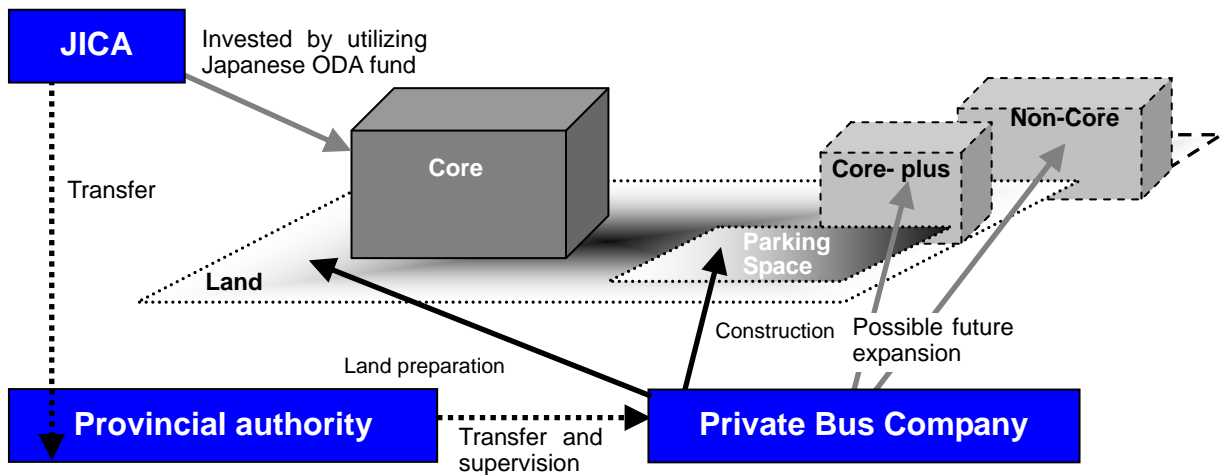 JICA
Invested by utilizing
Japanese ODA fund
Non-Core
Core
Core- plus
Transfer
Parking
Space
Land
Construction
Possible future
expansion
Land preparation
Provincial authority
Private Bus Company
Transfer and
supervision